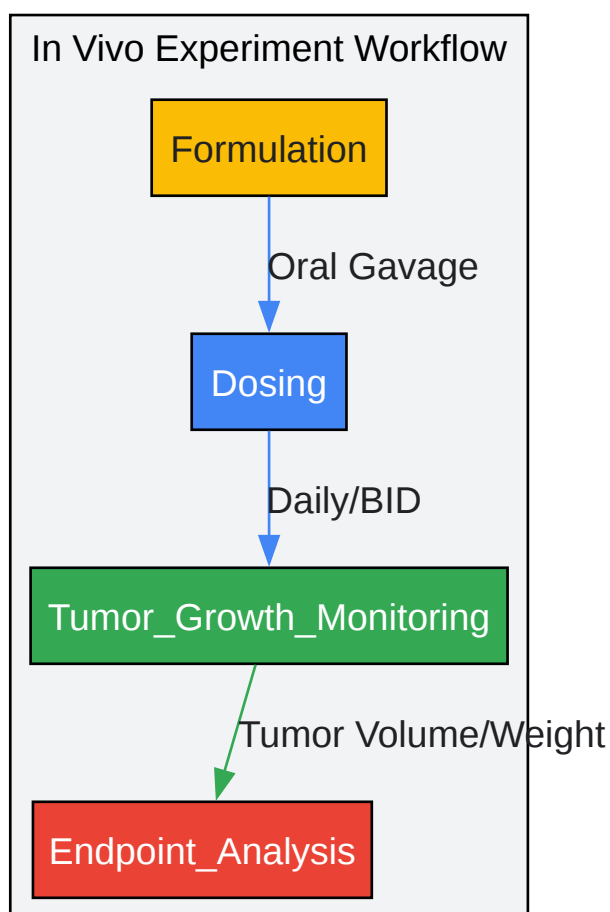 In Vivo Experiment Workflow
Formulation
Oral Gavage
Dosing
Daily/BID
Tumor_Growth_Monitoring
Tumor Volume/Weight
Endpoint_Analysis